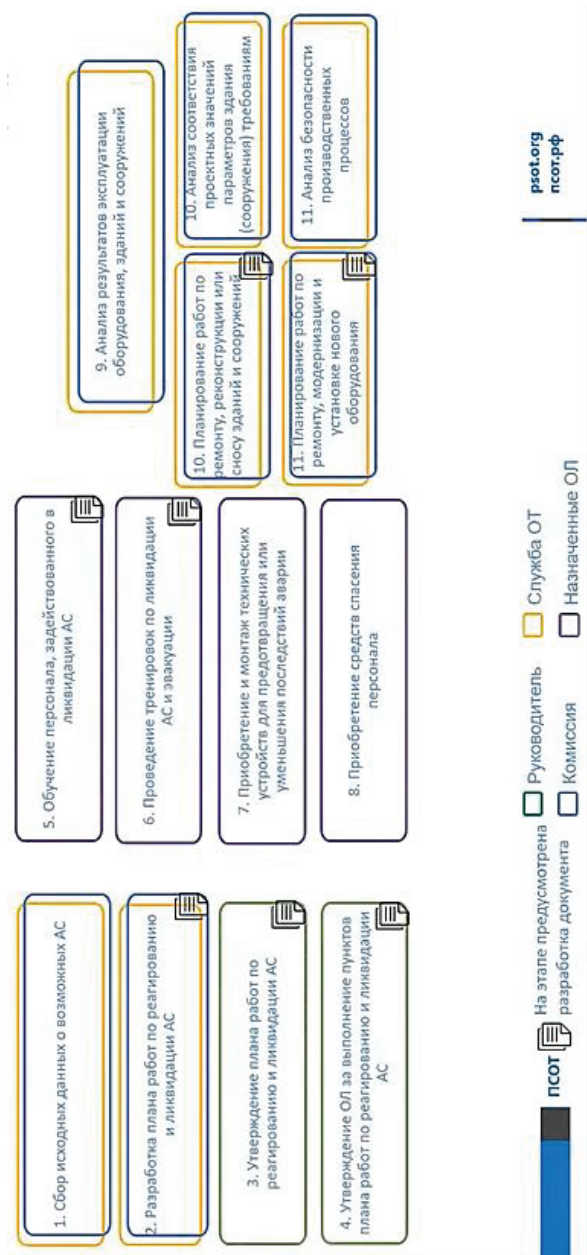 1. Сбор исходных данных о возможных АС
2. Разработка плана работ по реагированию
и ликвидации АС
3. Утверждение плана работ по
реагированию и ликвидации АС
4. Утверждение ОЛ за выполнение пунктов
плана работ по реагированию и ликвидации
АС
5. Обучение персонала, задействованного в
ликвидации АС
6. Проведение тренировок по ликвидации
АС и эвакуации
7. Приобретение и монтаж технических
устройств для предотвращения или
уменьшения последствий аварии
8. Приобретение средств спасения
персонала
9. Анализ результатов эксплуатации
оборудования, зданий и сооружений
10. Планирование работ по
ремонту, реконструкции или
сносу зданий и сооружений
10. Анализ соответствия
проектных значений
параметров здания
(сооружения) требованиям
11. Планирование работ по
ремонту, модернизации и
установке нового
оборудования
11. Анализ безопасности
производственных
процессов
ПСОТ
На этапе предусмотрена
разработка документа
Руководитель
Комиссия
Служба ОТ
Назначенные ОЛ
psot.org
псот.рф